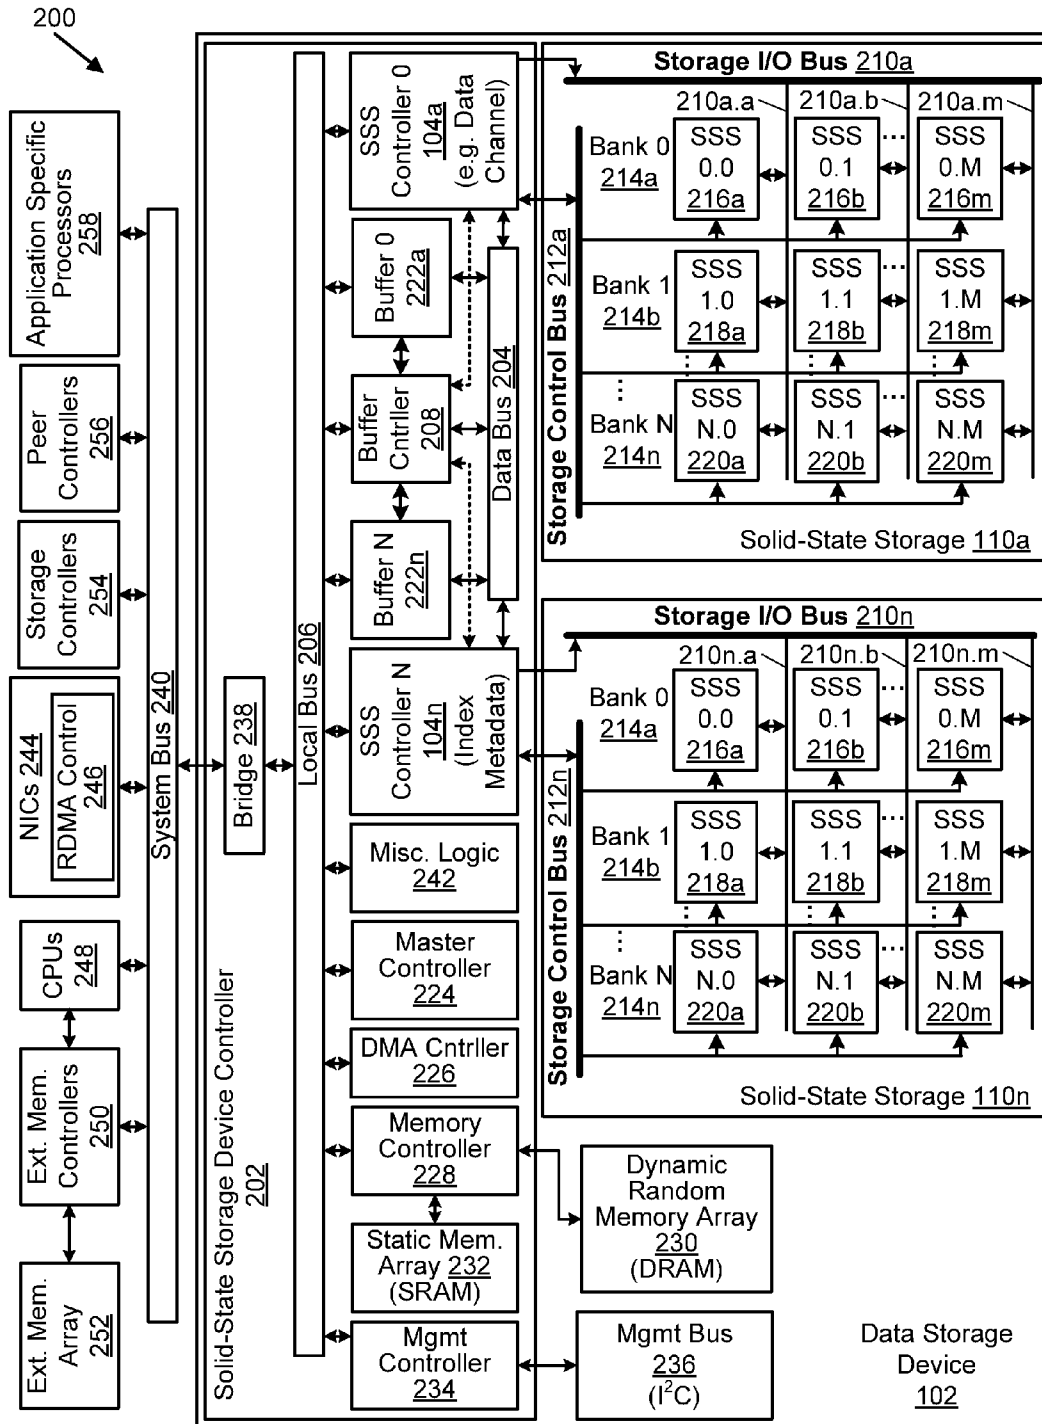 200
Application Specific
Processors
258
Peer
Controllers
256
Storage
Controllers
254
NICs 244
RDMA Control
246
CPUs
248
Ext. Mem.
Controllers
250
Ext. Mem.
Array
252
System Bus 240
Bridge 238
Solid-State Storage Device Controller
202
Local Bus 206
SSS
Controller 0
104a
(e.g. Data
Channel)
Buffer 0
222a
Buffer
Cntrller
208
Buffer N
222n
Data Bus 204
SSS
Controller N
104n
(Index
Metadata)
Misc. Logic
242
Master
Controller
224
DMA Cntrller
226
Memory
Controller
228
Static Mem.
Array 232
(SRAM)
Mgmt
Controller
234
Storage I/O Bus 210a
210a.a
210a.b
210a.m
Storage Control Bus 212a
Bank 0
214a
SSS
0.0
216a
SSS
0.1
216b
SSS
0.M
216m
Bank 1
214b
SSS
1.0
218a
SSS
1.1
218b
SSS
1.M
218m
Bank N
214n
SSS
N.0
220a
SSS
N.1
220b
SSS
N.M
220m
Solid-State Storage 110a
Storage I/O Bus 210n
210n.a
210n.b
210n.m
Storage Control Bus 212n
Bank 0
214a
SSS
0.0
216a
SSS
0.1
216b
SSS
0.M
216m
Bank 1
214b
SSS
1.0
218a
SSS
1.1
218b
SSS
1.M
218m
Bank N
214n
SSS
N.0
220a
SSS
N.1
220b
SSS
N.M
220m
Solid-State Storage 110n
Dynamic
Random
Memory Array
230
(DRAM)
Mgmt Bus
236
(I²C)
Data Storage
Device
102